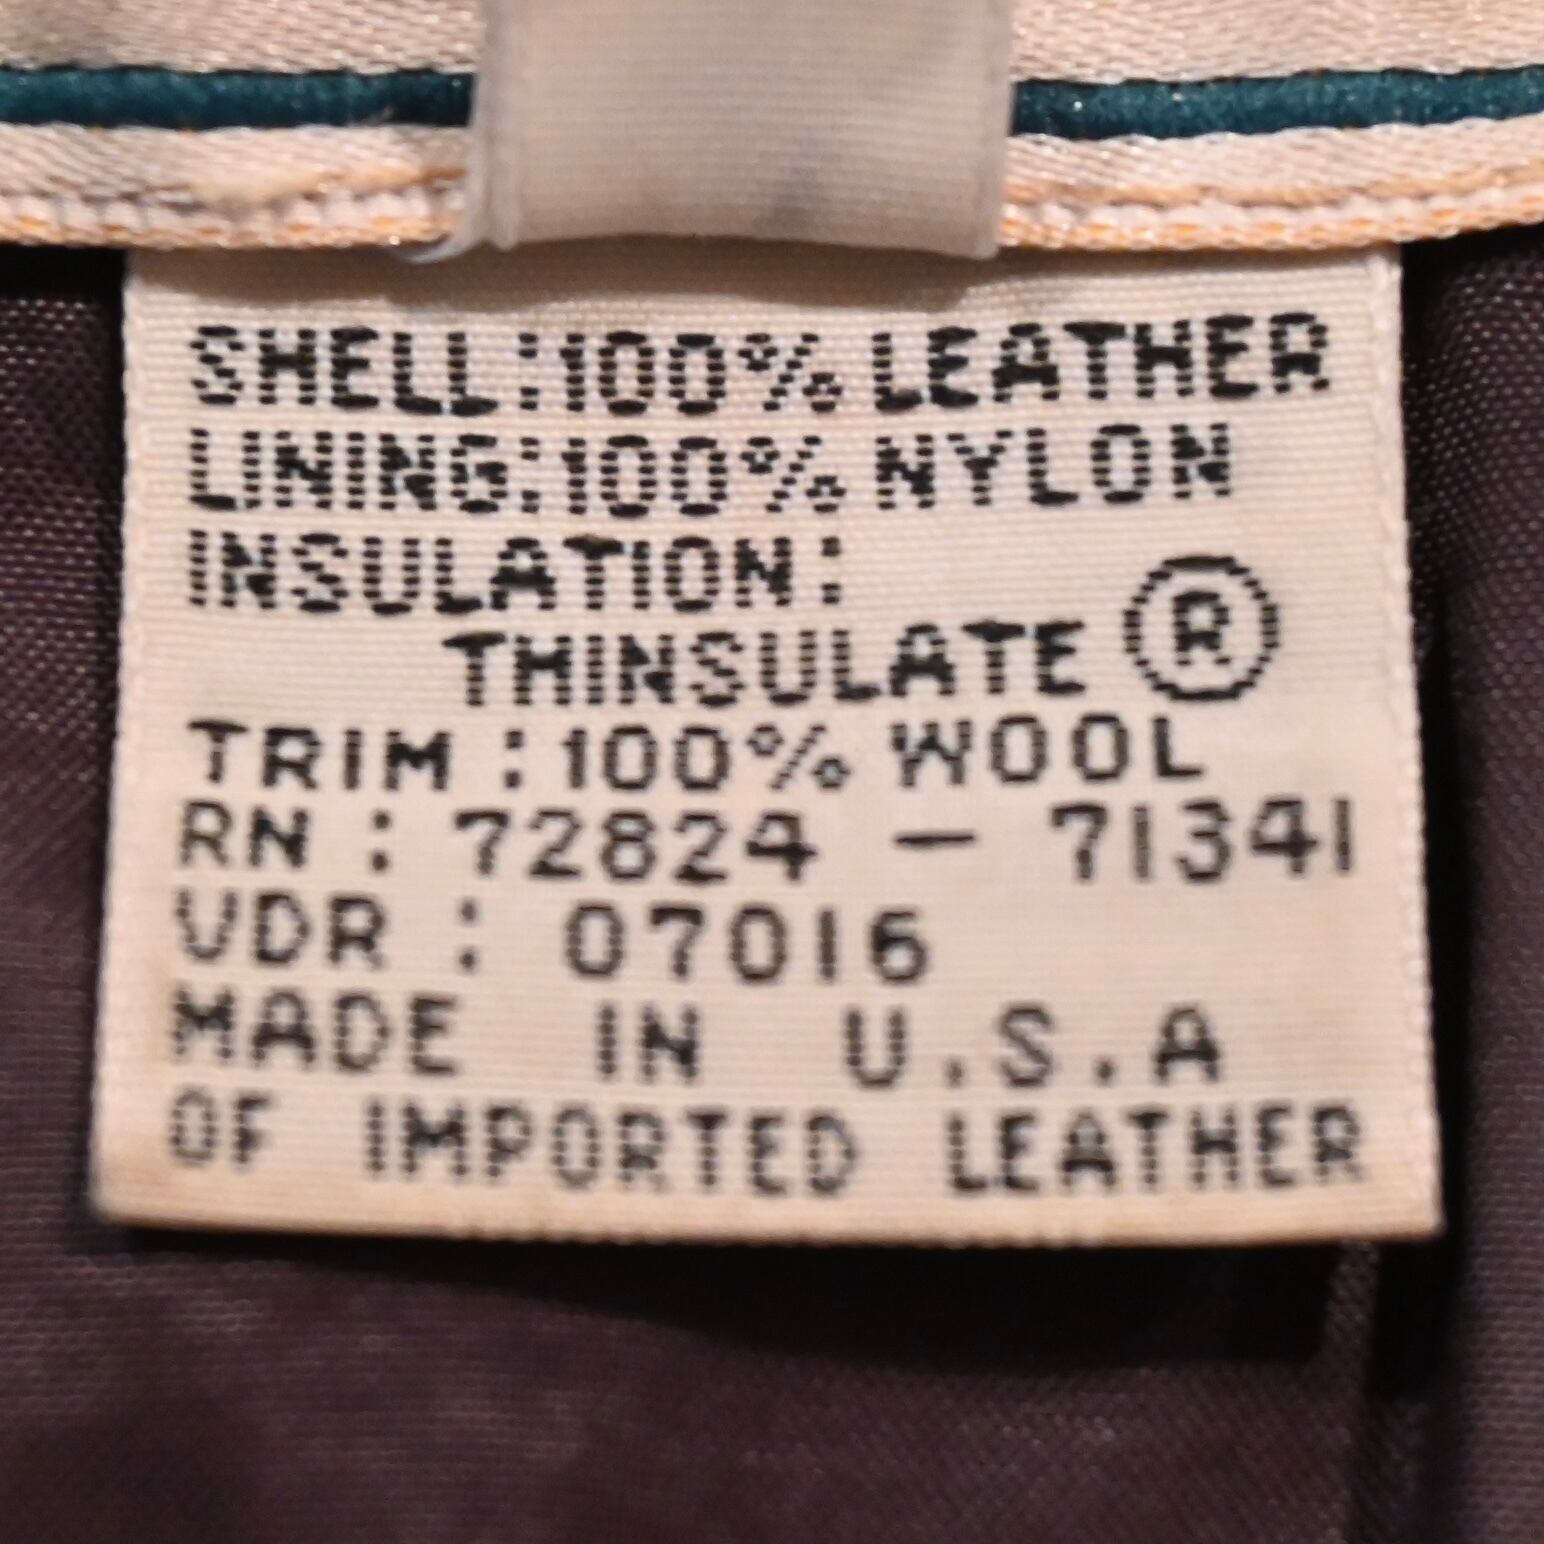 SHELL:100% LEATHER
LINING:100% NYLON
INSULATION:
THINSULATE ®
TRIM : 100% WOOL
RN : 72824 – 71341
VDR : 07016
MADE IN U.S.A
OF IMPORTED LEATHER